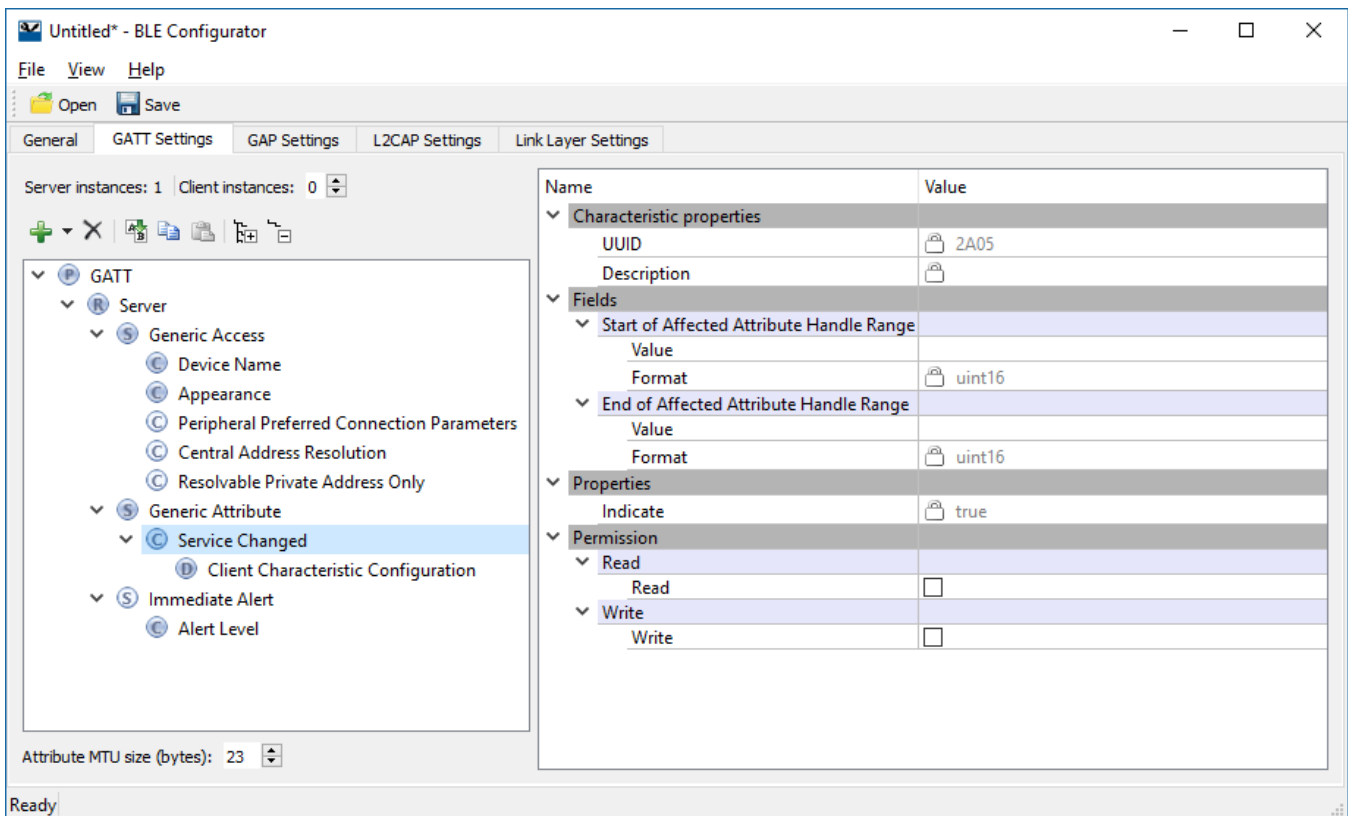 Untitled* - BLE Configurator
File View Help
Open Save
General GATT Settings GAP Settings L2CAP Settings Link Layer Settings
Server instances: 1 Client instances: 0
GATT
Server
Generic Access
Device Name
Appearance
Peripheral Preferred Connection Parameters
Central Address Resolution
Resolvable Private Address Only
Generic Attribute
Service Changed
Client Characteristic Configuration
Immediate Alert
Alert Level
Attribute MTU size (bytes): 23
Name Value
Characteristic properties
UUID 2A05
Description
Fields
Start of Affected Attribute Handle Range
Value
Format uint16
End of Affected Attribute Handle Range
Value
Format uint16
Properties
Indicate true
Permission
Read
Read
Write
Write
Ready